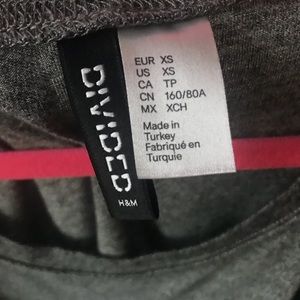 DIVIDED
H&M
EUR XS
US XS
CA TP
CN 160/80A
MX XCH
Made in
Turkey
Fabriqué en
Turquie